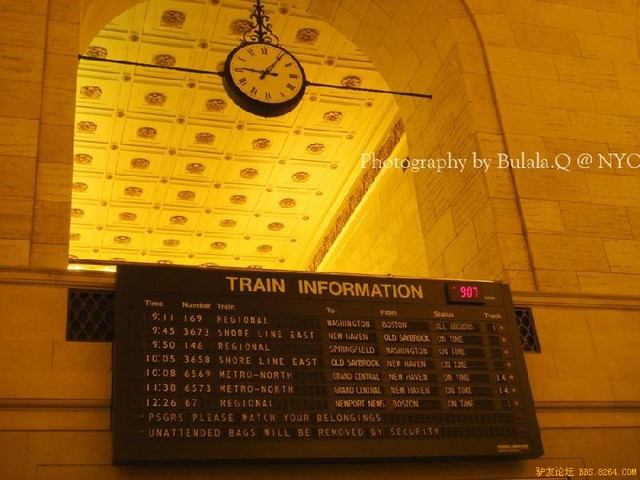 Photography by Bulala.Q @ NYC
TRAIN INFORMATION 9:07
Time Number Train To From Status Track
9:11 169 REGIONAL WASHINGTON BOSTON ALL ABOARD
9:45 3673 SHORE LINE EAST NEW HAVEN OLD SAYBROOK ON TIME
9:50 146 REGIONAL SPRINGFIELD WASHINGTON ON TIME
10:05 3658 SHORE LINE EAST OLD SAYBROOK NEW HAVEN ON TIME
10:08 6569 METRO-NORTH GRAND CENTRAL NEW HAVEN ON TIME 14
11:38 6573 METRO-NORTH GRAND CENTRAL NEW HAVEN ON TIME 14
12:26 67 REGIONAL NEWPORT NEWS BOSTON ON TIME
PSGRS PLEASE WATCH YOUR BELONGINGS
UNATTENDED BAGS WILL BE REMOVED BY SECURITY
驴友论坛 BBS.8264.COM